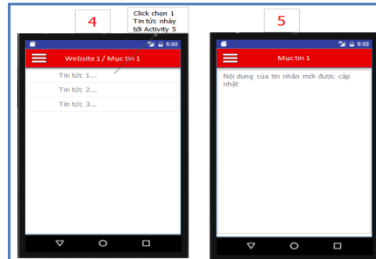 4
Click chọn 1
Tin tức nhảy
tới Activity 5
5
5:32
Website 1 / Mục tin 1
Tin tức 1...
Tin tức 2...
Tin tức 3...
5:32
Mục tin 1
Nội dung của tin nhắn mới được cập
nhật